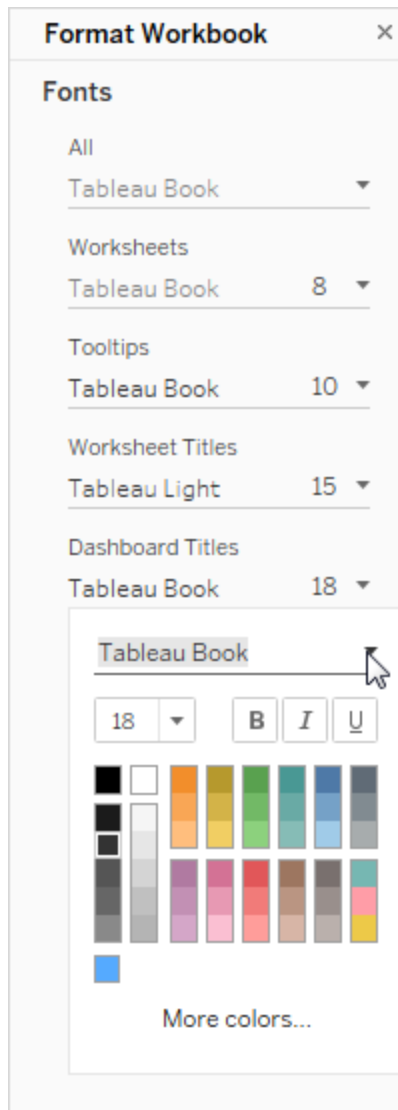 Format Workbook ×
Fonts
All
Tableau Book
Worksheets
Tableau Book 8
Tooltips
Tableau Book 10
Worksheet Titles
Tableau Light 15
Dashboard Titles
Tableau Book 18
Tableau Book
18 B I U
More colors...